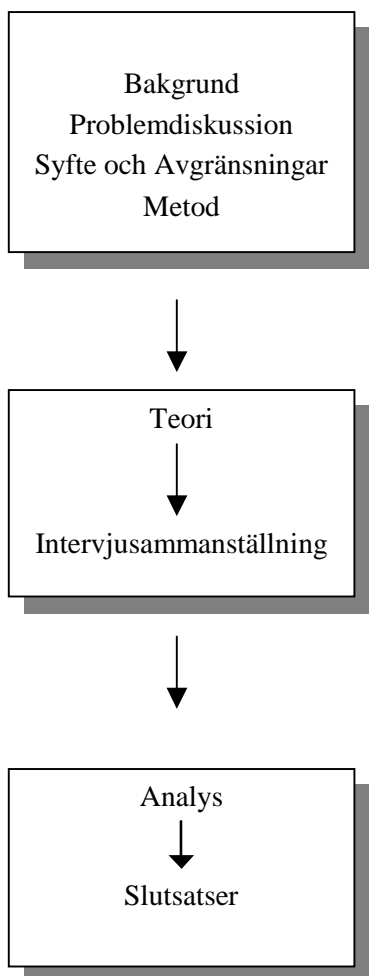 Bakgrund
Problemdiskussion
Syfte och Avgränsningar
Metod
Teori
Intervjusammanställning
Analys
Slutsatser